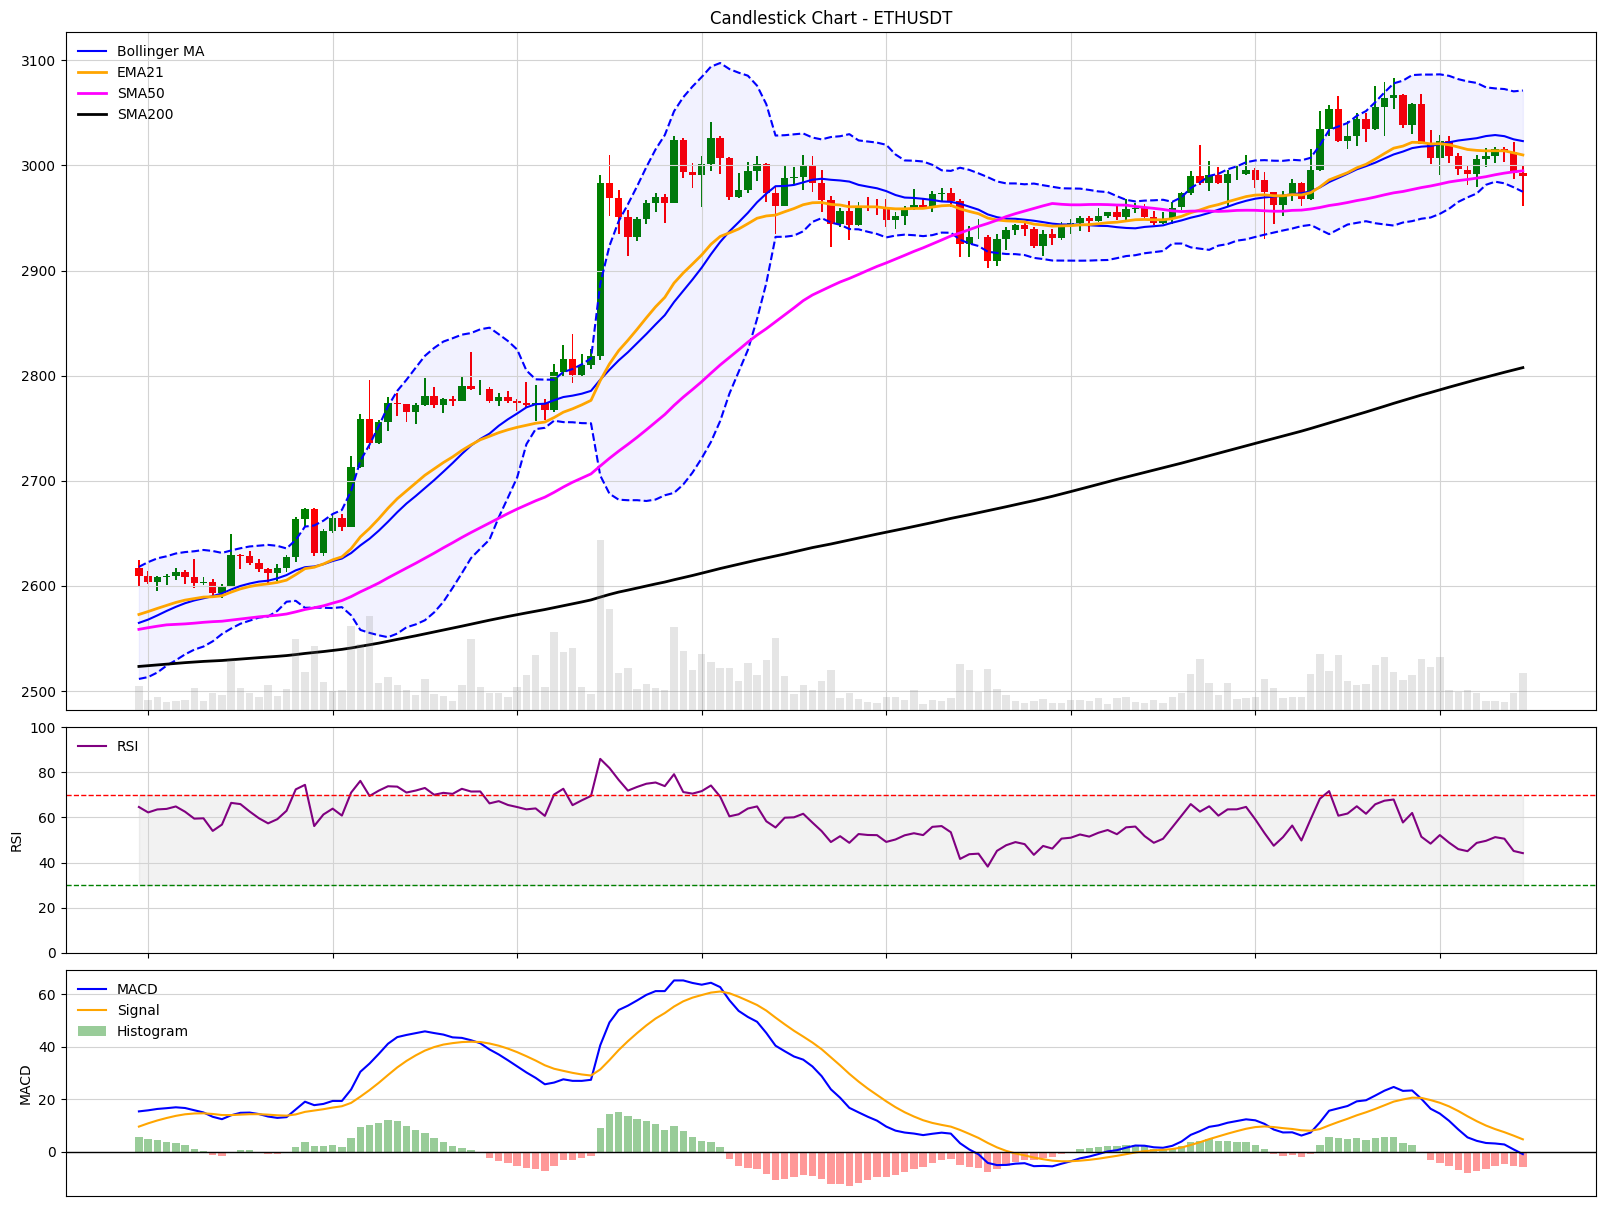 Candlestick Chart - ETHUSDT
Bollinger MA
EMA21
SMA50
SMA200
3100
3000
2900
2800
2700
2600
2500
RSI
100
80
60
40
20
0
RSI
MACD
Signal
Histogram
60
40
20
0
MACD